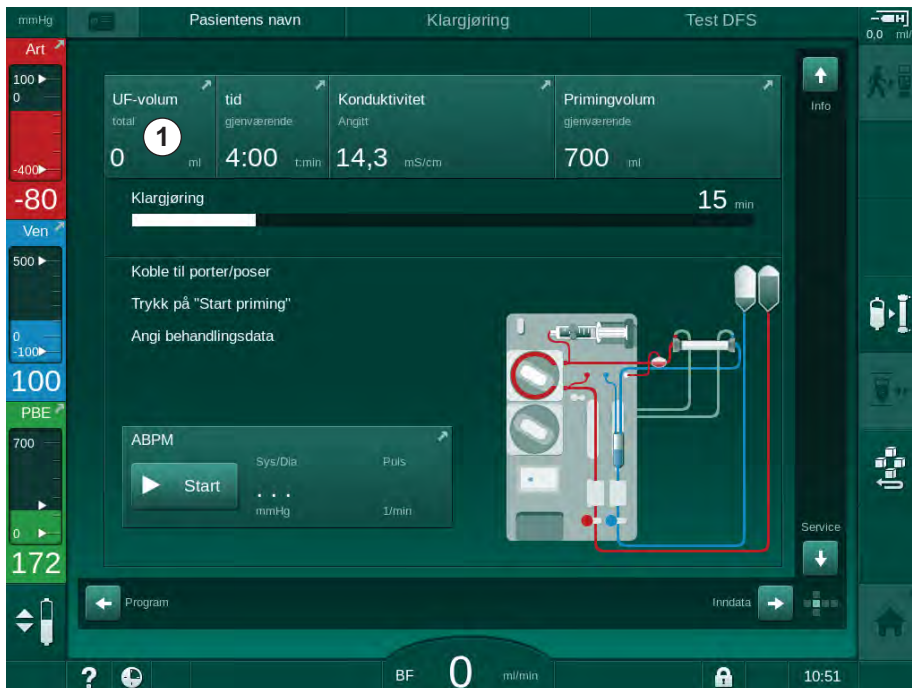 mmHg
Pasientens navn
Klargjøring
Test DFS
0,0 ml/
Art
100
0
-400
-80
Ven
500
0
-100
100
PBE
700
0
172
UF-volum
total
0 ml
1
tid
gjenværende
4:00 t:min
Konduktivitet
Angitt
14,3 mS/cm
Primingvolum
gjenværende
700 ml
Info
Klargjøring
15 min
Koble til porter/poser
Trykk på "Start priming"
Angi behandlingsdata
ABPM
Sys/Dia
Puls
Start
. . .
mmHg
1/min
Service
Program
Inndata
?
BF 0 ml/min
10:51